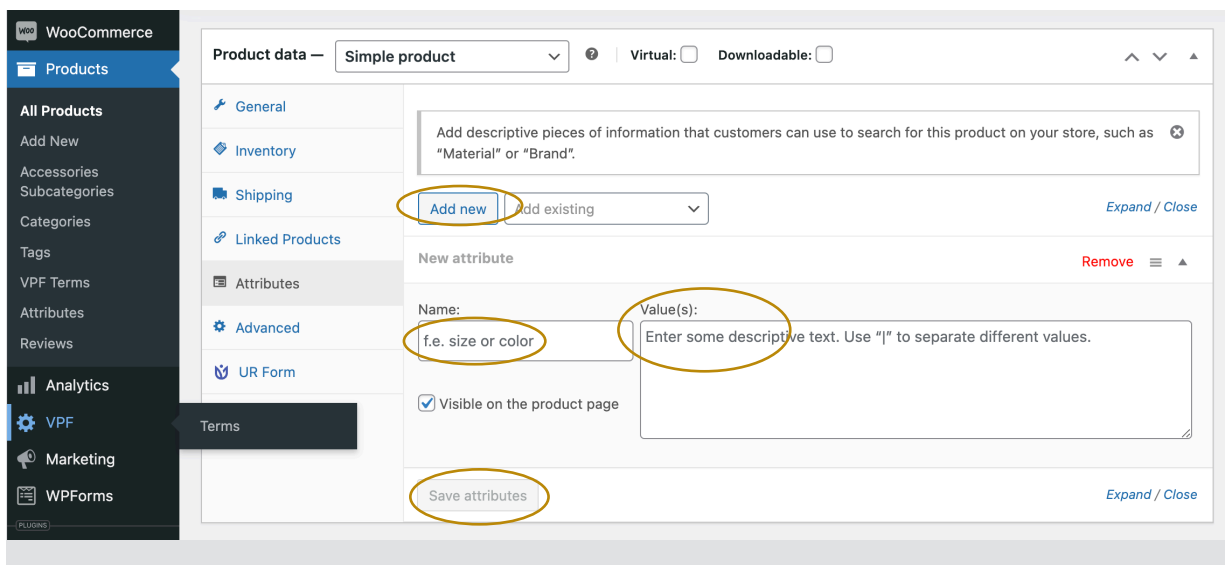 Woo WooCommerce
Products
All Products
Add New
Accessories
Subcategories
Categories
Tags
VPF Terms
Attributes
Reviews
Analytics
VPF
Terms
Marketing
WPForms
PLUGINS
Product data — Simple product ? Virtual: Downloadable:
General
Inventory
Shipping
Linked Products
Attributes
Advanced
UR Form
Add descriptive pieces of information that customers can use to search for this product on your store, such as
“Material” or “Brand”.
Add new Add existing Expand / Close
New attribute Remove
Name: Value(s):
f.e. size or color Enter some descriptive text. Use “|” to separate different values.
Visible on the product page
Save attributes Expand / Close